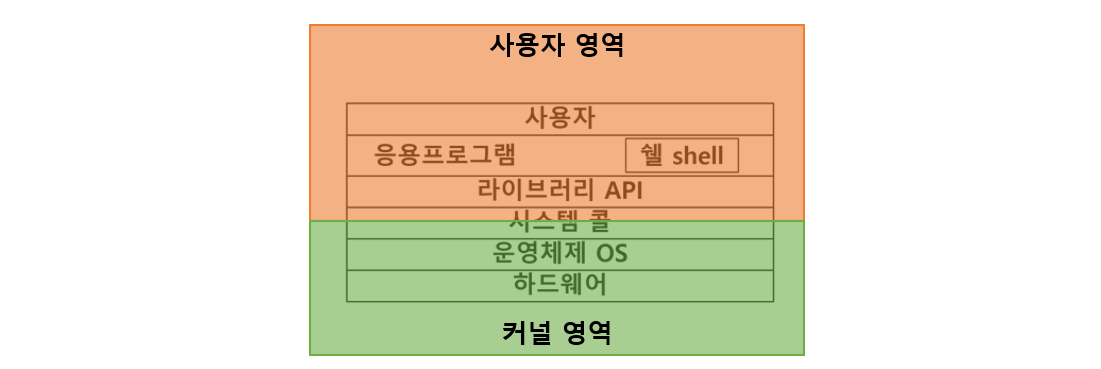 사용자 영역
사용자
응용프로그램 쉘 shell
라이브러리 API
시스템 콜
운영체제 OS
하드웨어
커널 영역